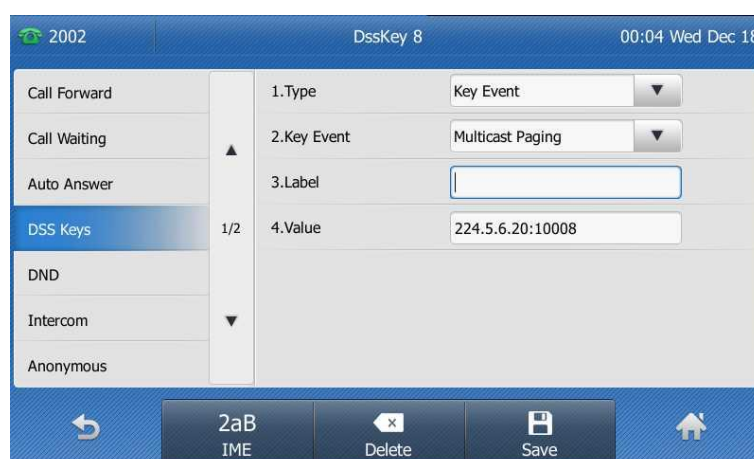 2002 DssKey 8 00:04 Wed Dec 18
Call Forward
Call Waiting
Auto Answer
DSS Keys
DND
Intercom
Anonymous
1/2
1.Type Key Event
2.Key Event Multicast Paging
3.Label
4.Value 224.5.6.20:10008
2aB
IME
Delete
Save